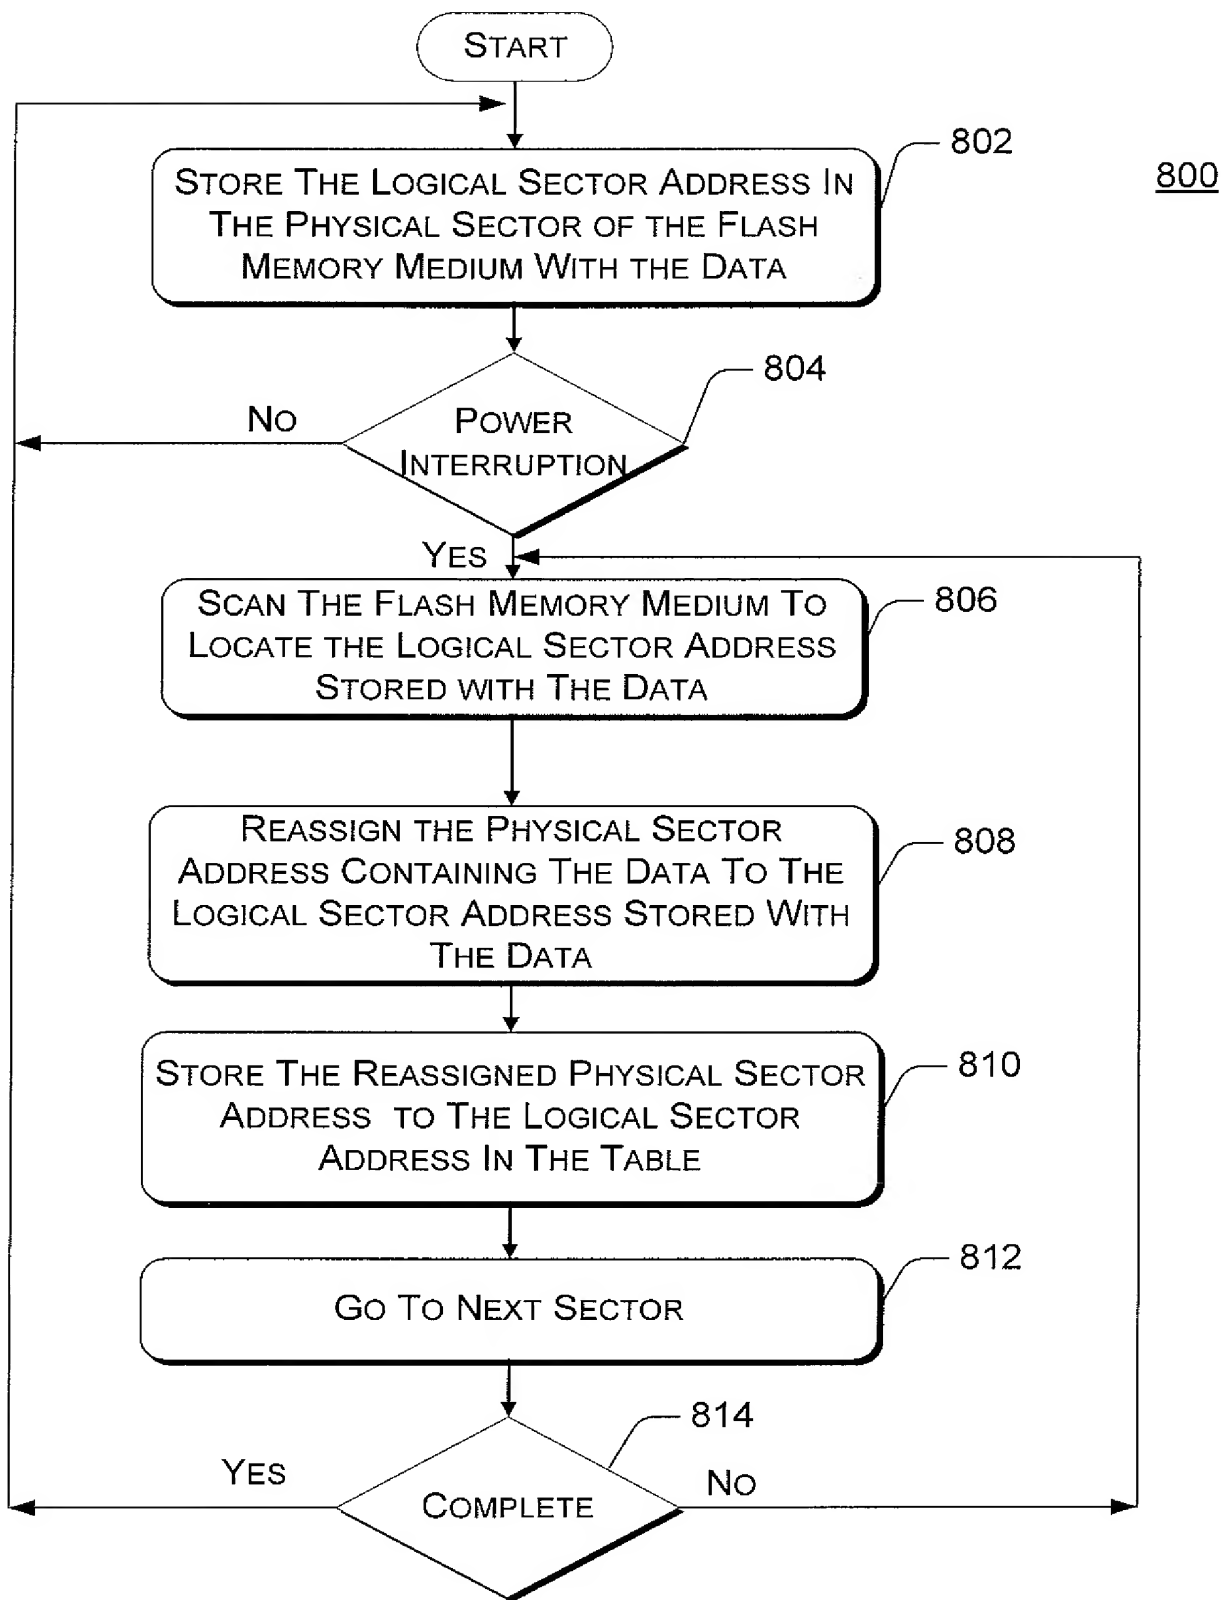 START
802
800
STORE THE LOGICAL SECTOR ADDRESS IN
THE PHYSICAL SECTOR OF THE FLASH
MEMORY MEDIUM WITH THE DATA
804
NO
POWER
INTERRUPTION
YES
806
SCAN THE FLASH MEMORY MEDIUM TO
LOCATE THE LOGICAL SECTOR ADDRESS
STORED WITH THE DATA
808
REASSIGN THE PHYSICAL SECTOR
ADDRESS CONTAINING THE DATA TO THE
LOGICAL SECTOR ADDRESS STORED WITH
THE DATA
810
STORE THE REASSIGNED PHYSICAL SECTOR
ADDRESS TO THE LOGICAL SECTOR
ADDRESS IN THE TABLE
812
GO TO NEXT SECTOR
814
YES
NO
COMPLETE